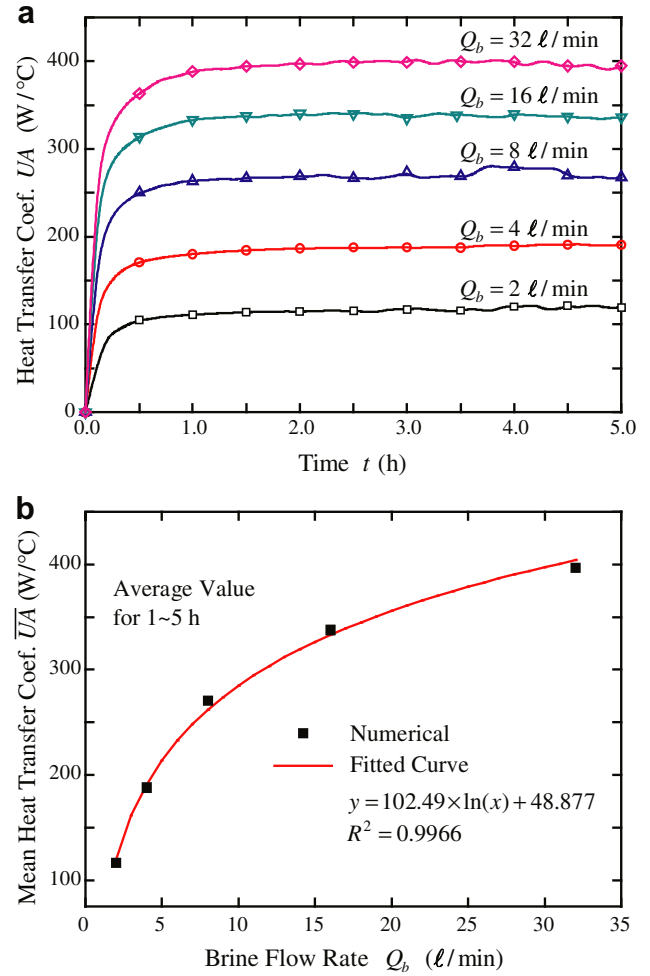 a
Heat Transfer Coef. UA (W/°C)
400
300
200
100
0
Q_b = 32 ℓ/min
Q_b = 16 ℓ/min
Q_b = 8 ℓ/min
Q_b = 4 ℓ/min
Q_b = 2 ℓ/min
0.0 1.0 2.0 3.0 4.0 5.0
Time t (h)
b
Mean Heat Transfer Coef. U̅A̅ (W/°C)
400
300
200
100
Average Value
for 1~5 h
Numerical
Fitted Curve
y = 102.49×ln(x) + 48.877
R² = 0.9966
0 5 10 15 20 25 30 35
Brine Flow Rate Q_b (ℓ/min)